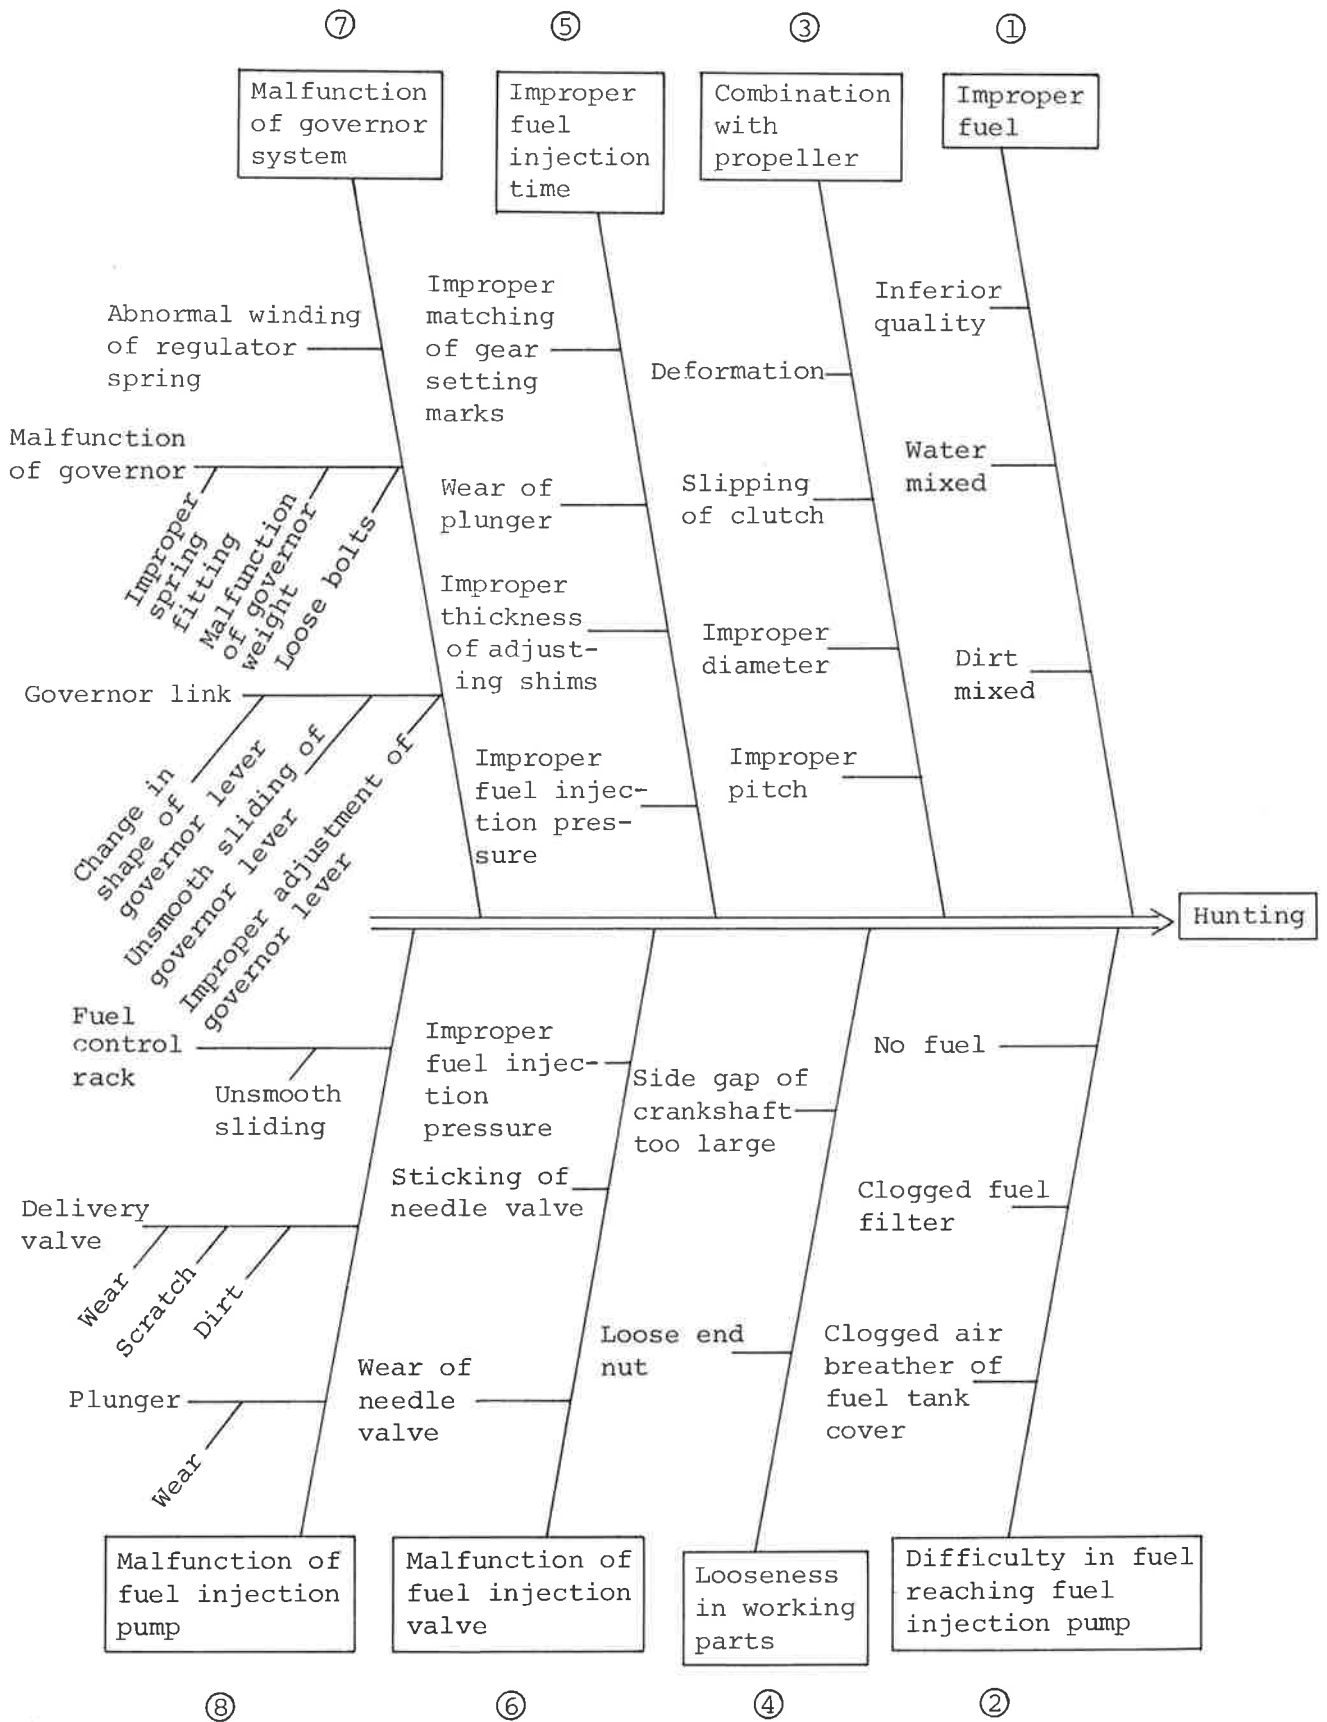 ⑦
⑤
③
①
Malfunction
of governor
system
Improper
fuel
injection
time
Combination
with
propeller
Improper
fuel
Abnormal winding
of regulator
spring
Malfunction
of governor
Improper
spring
fitting
Malfunction
of governor
weight
Loose bolts
Governor link
Change in
shape of
governor lever
Unsmooth sliding of
governor lever
Improper adjustment of
governor lever
Improper
matching
of gear
setting
marks
Wear of
plunger
Improper
thickness
of adjust-
ing shims
Improper
fuel injec-
tion pres-
sure
Deformation
Slipping
of clutch
Improper
diameter
Improper
pitch
Inferior
quality
Water
mixed
Dirt
mixed
Hunting
Fuel
control
rack
Unsmooth
sliding
Delivery
valve
Wear
Scratch
Dirt
Plunger
Wear
Improper
fuel injec-
tion
pressure
Sticking of
needle valve
Wear of
needle
valve
Side gap of
crankshaft
too large
Loose end
nut
No fuel
Clogged fuel
filter
Clogged air
breather of
fuel tank
cover
Malfunction of
fuel injection
pump
Malfunction of
fuel injection
valve
Looseness
in working
parts
Difficulty in fuel
reaching fuel
injection pump
⑧
⑥
④
②